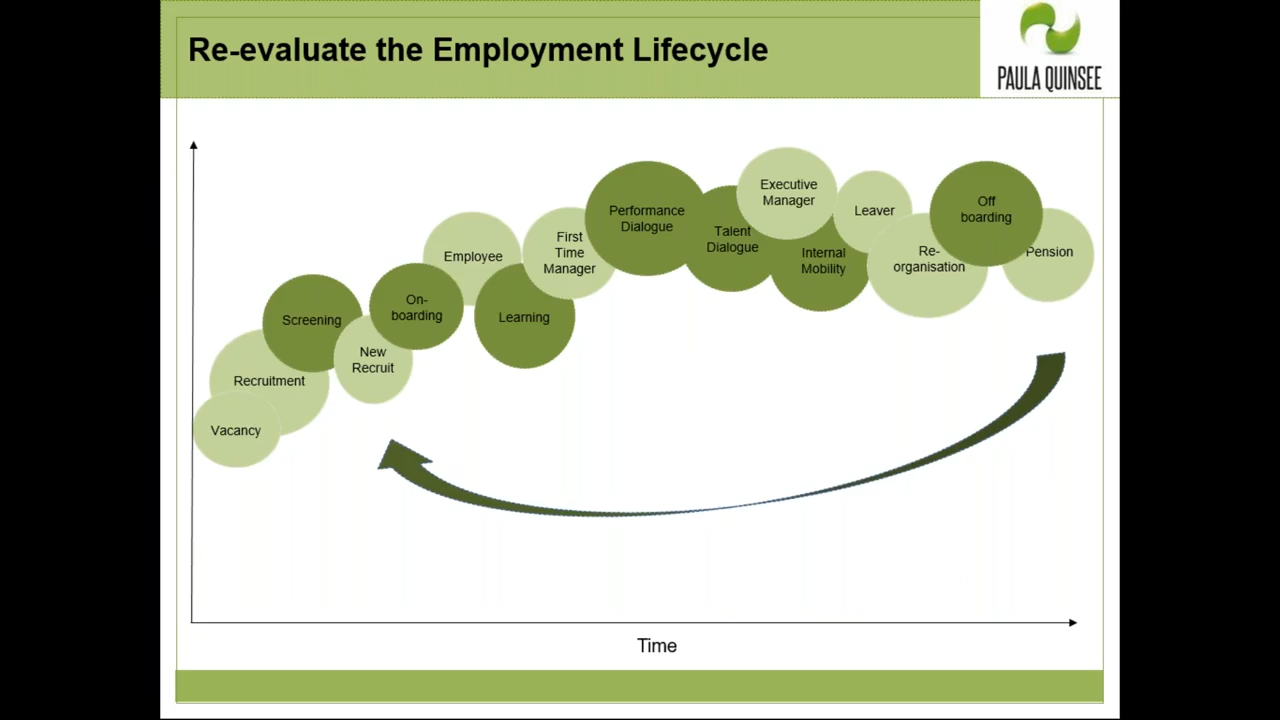 Re-evaluate the Employment Lifecycle
PAULA QUINSEE
Vacancy
Recruitment
Screening
New
Recruit
On-
boarding
Employee
Learning
First
Time
Manager
Performance
Dialogue
Talent
Dialogue
Executive
Manager
Internal
Mobility
Leaver
Re-
organisation
Off
boarding
Pension
Time